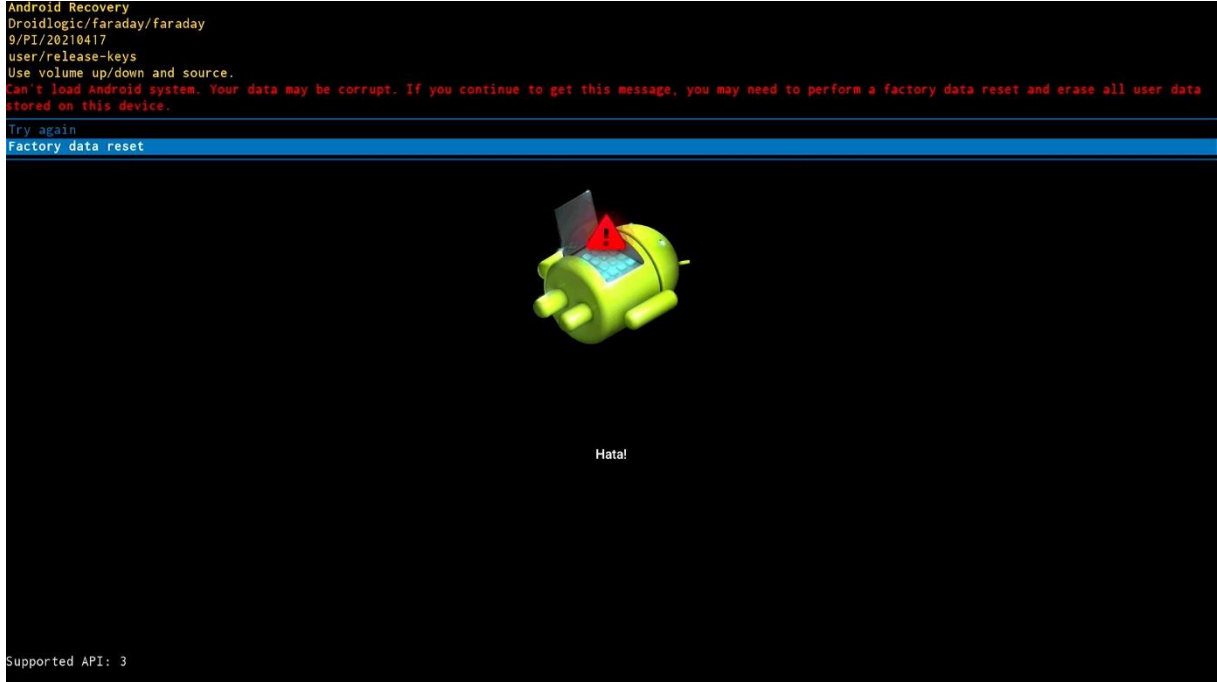 Android Recovery
Droidlogic/faraday/faraday
9/PI/20210417
user/release-keys
Use volume up/down and source.
Can't load Android system. Your data may be corrupt. If you continue to get this message, you may need to perform a factory data reset and erase all user data
stored on this device.
Try again
Factory data reset
Hata!
Supported API: 3